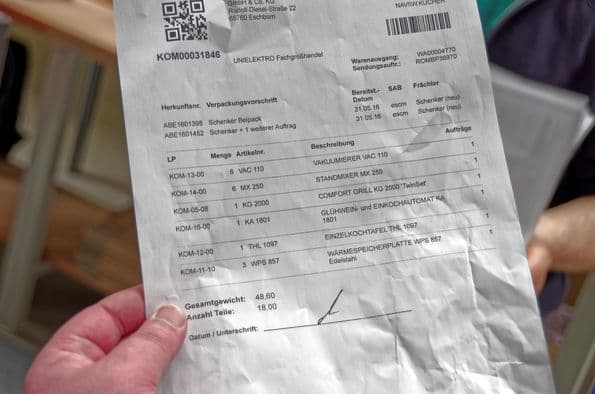 GmbH & Co. KG
Rudolf-Diesel-Straße 22
65760 Eschborn
NAVIW.KUCHER
KOM00031846
UNIELEKTRO Fachgroßhandel
Warenausgang: WA0004770
Sendungsauftr.: ROMBP36970
Herkunftsnr. Verpackungsvorschrift Bereitst.-Datum SAB Frächter
ABE1601398 Schenker Beipack 31.05.16 escm Schenker (neu)
ABE1601452 Schenker + 1 weiterer Auftrag 31.05.16 escm Schenker (neu)
LP Menge Artikelnr. Beschreibung Aufträge
KOM-13-00 6 VAC 110 VAKUUMIERER VAC 110 1
KOM-14-00 6 MX 250 STANDMIXER MX 250 1
KOM-05-08 1 KG 2000 COMFORT GRILL KG 2000 'TwinSet' 1
KOM-16-00 1 KA 1801 GLÜHWEIN- und EINKOCHAUTOMAT KA 1801 1
KOM-12-00 1 THL 1097 EINZELKOCHTAFEL THL 1097 1
KOM-11-10 3 WPS 857 WÄRMESPEICHERPLATTE WPS 857 Edelstahl 1
Gesamtgewicht: 48,60
Anzahl Teile: 18,00
Datum / Unterschrift: